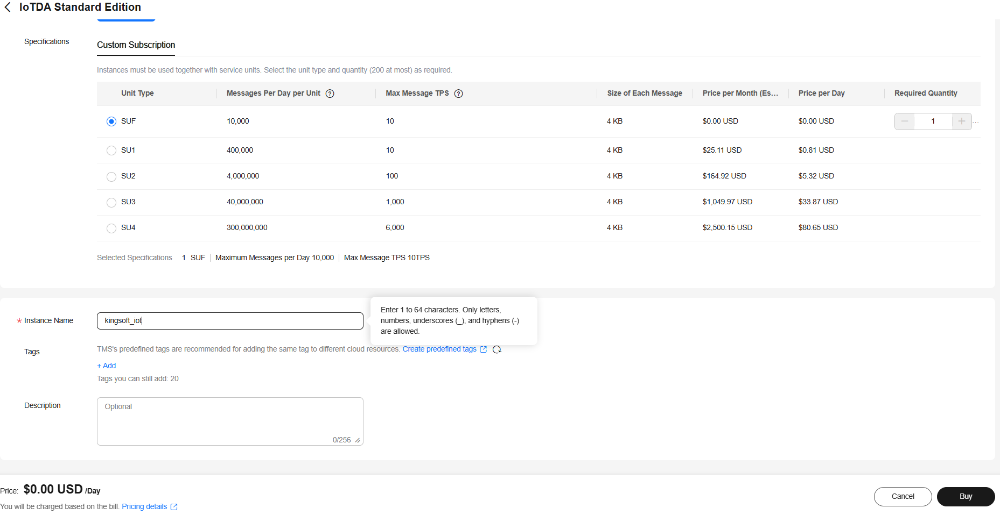 IoTDA Standard Edition
Specifications
Custom Subscription
Instances must be used together with service units. Select the unit type and quantity (200 at most) as required.
Unit Type Messages Per Day per Unit ? Max Message TPS ? Size of Each Message Price per Month (Es... Price per Day Required Quantity
SUF 10,000 10 4 KB $0.00 USD $0.00 USD − 1 + ...
SU1 400,000 10 4 KB $25.11 USD $0.81 USD
SU2 4,000,000 100 4 KB $164.92 USD $5.32 USD
SU3 40,000,000 1,000 4 KB $1,049.97 USD $33.87 USD
SU4 300,000,000 6,000 4 KB $2,500.15 USD $80.65 USD
Selected Specifications 1 SUF | Maximum Messages per Day 10,000 | Max Message TPS 10TPS
* Instance Name kingsoft_iot
Enter 1 to 64 characters. Only letters,
numbers, underscores (_), and hyphens (-)
are allowed.
Tags TMS's predefined tags are recommended for adding the same tag to different cloud resources. Create predefined tags
+ Add
Tags you can still add: 20
Description Optional
0/256
Price: $0.00 USD /Day
You will be charged based on the bill. Pricing details
Cancel Buy